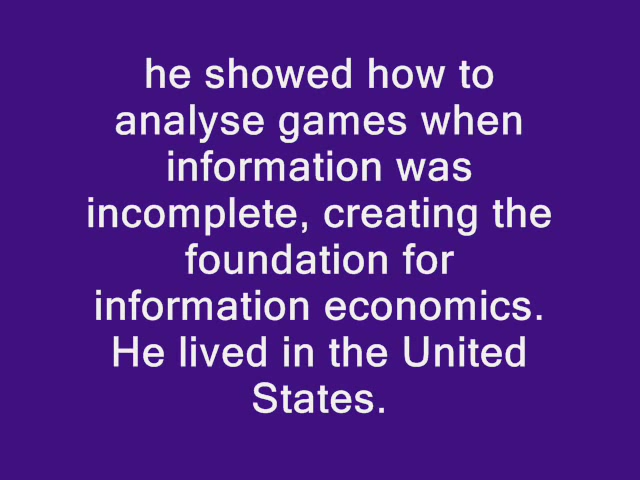 he showed how to
analyse games when
information was
incomplete, creating the
foundation for
information economics.
He lived in the United
States.